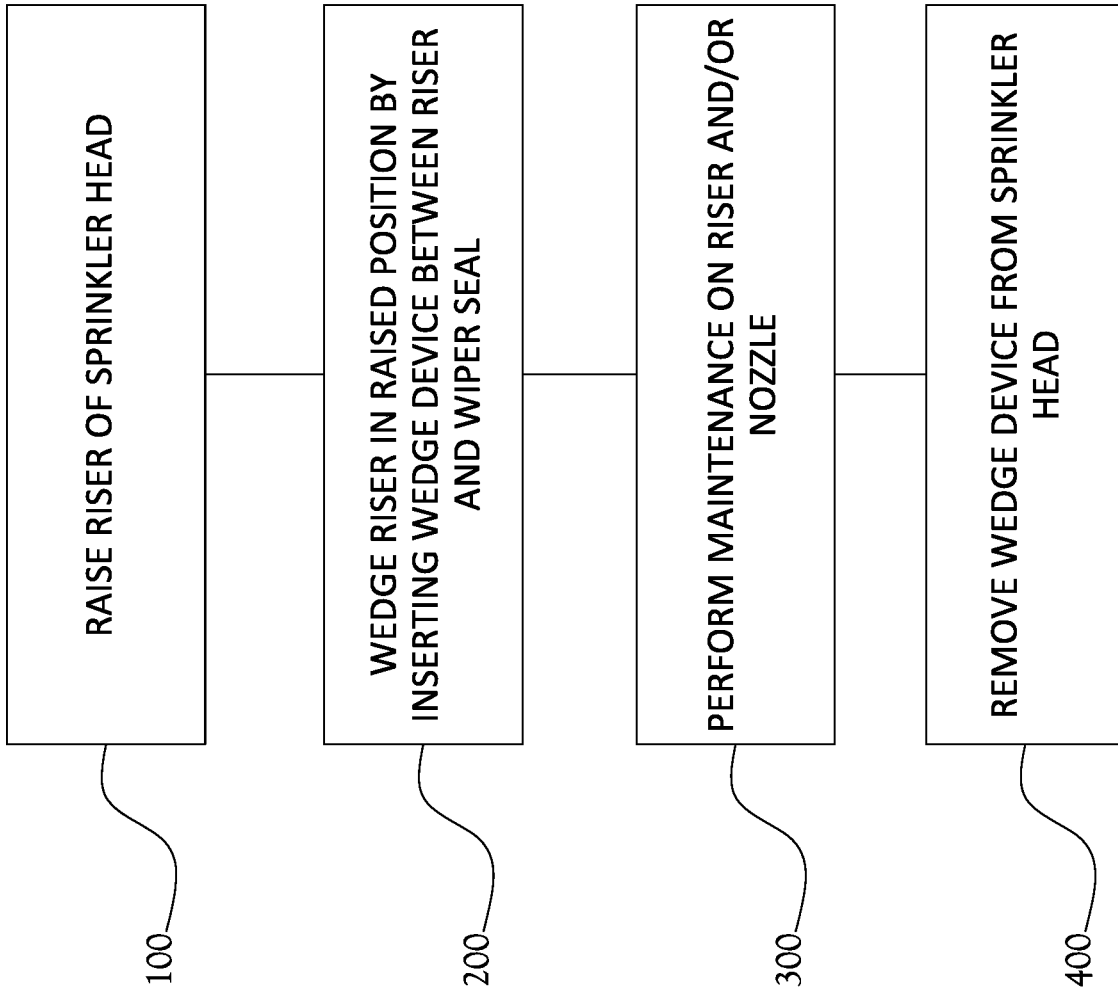 100
RAISE RISER OF SPRINKLER HEAD
200
WEDGE RISER IN RAISED POSITION BY
INSERTING WEDGE DEVICE BETWEEN RISER
AND WIPER SEAL
300
PERFORM MAINTENANCE ON RISER AND/OR
NOZZLE
400
REMOVE WEDGE DEVICE FROM SPRINKLER
HEAD